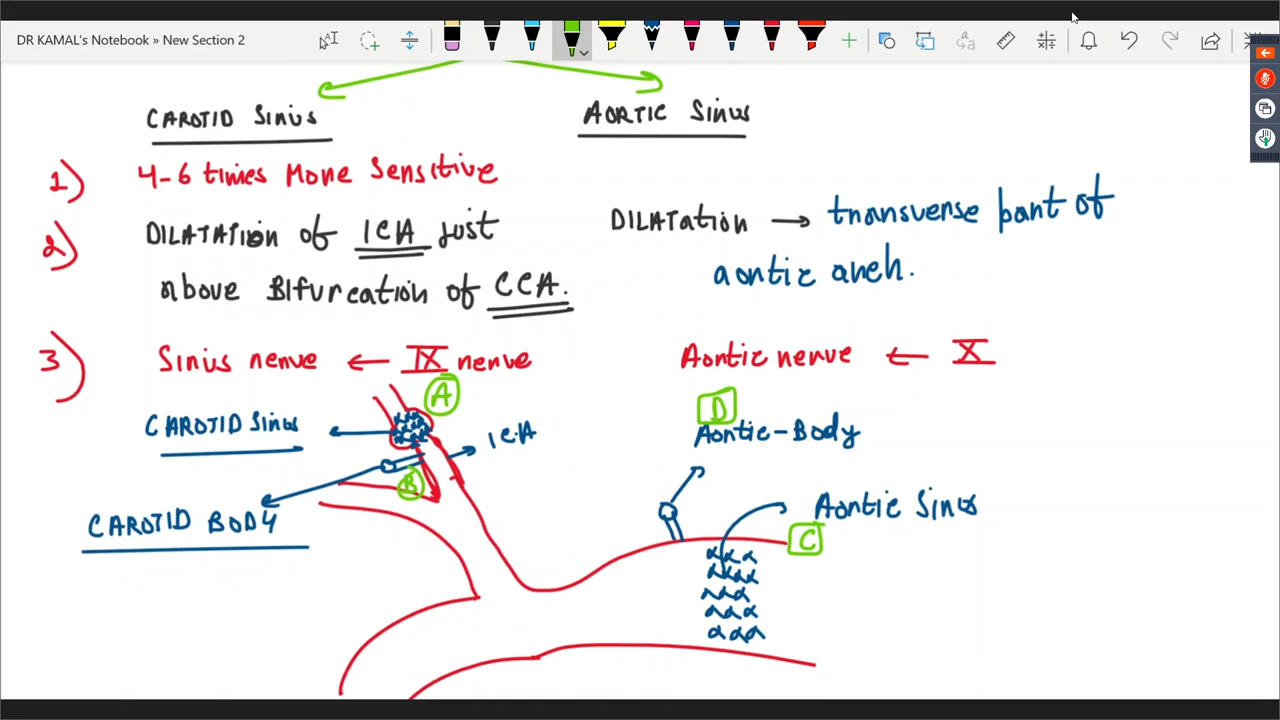 DR KAMAL's Notebook » New Section 2
CAROTID Sinus
AORTIC Sinus
1) 4-6 times More Sensitive
2) DILATATION of ICA Just
above Bifurcation of CCA.
DILATATION → transverse part of
aortic arch.
3) Sinus nerve ← IX nerve
Aortic nerve ← X
A
CAROTID Sinus
ICA
B
CAROTID BODY
D
Aortic-Body
Aortic Sinus
C